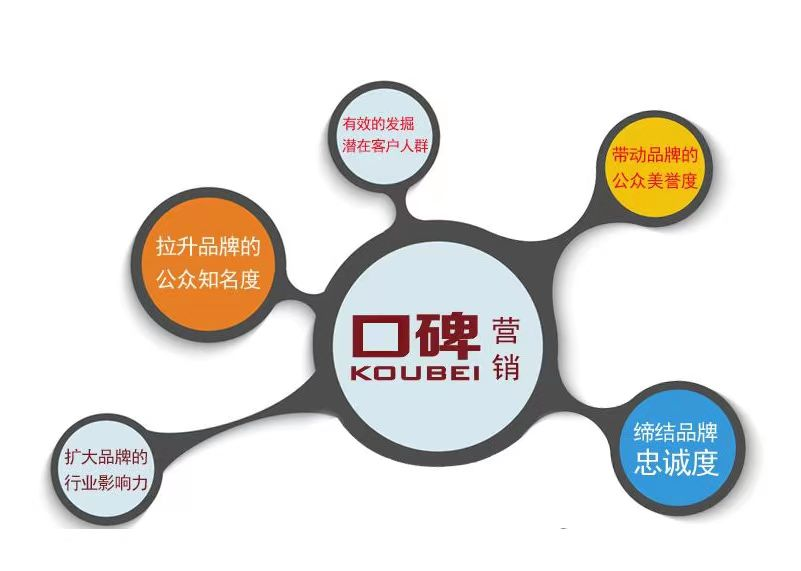 有效的发掘
潜在客户人群
带动品牌的
公众美誉度
拉升品牌的
公众知名度
口碑
KOUBEI
营销
缔结品牌
忠诚度
扩大品牌的
行业影响力